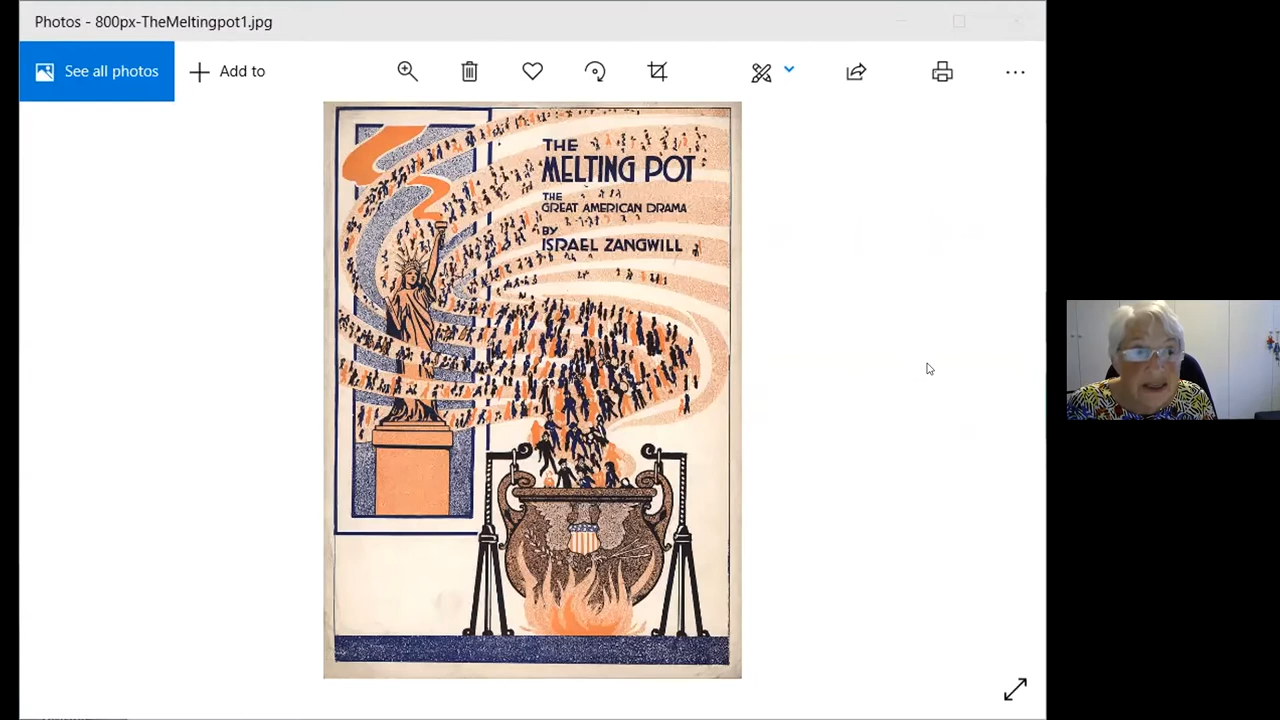 Photos - 800px-TheMeltingpot1.jpg
See all photos
Add to
THE
MELTING POT
THE
GREAT AMERICAN DRAMA
BY
ISRAEL ZANGWILL